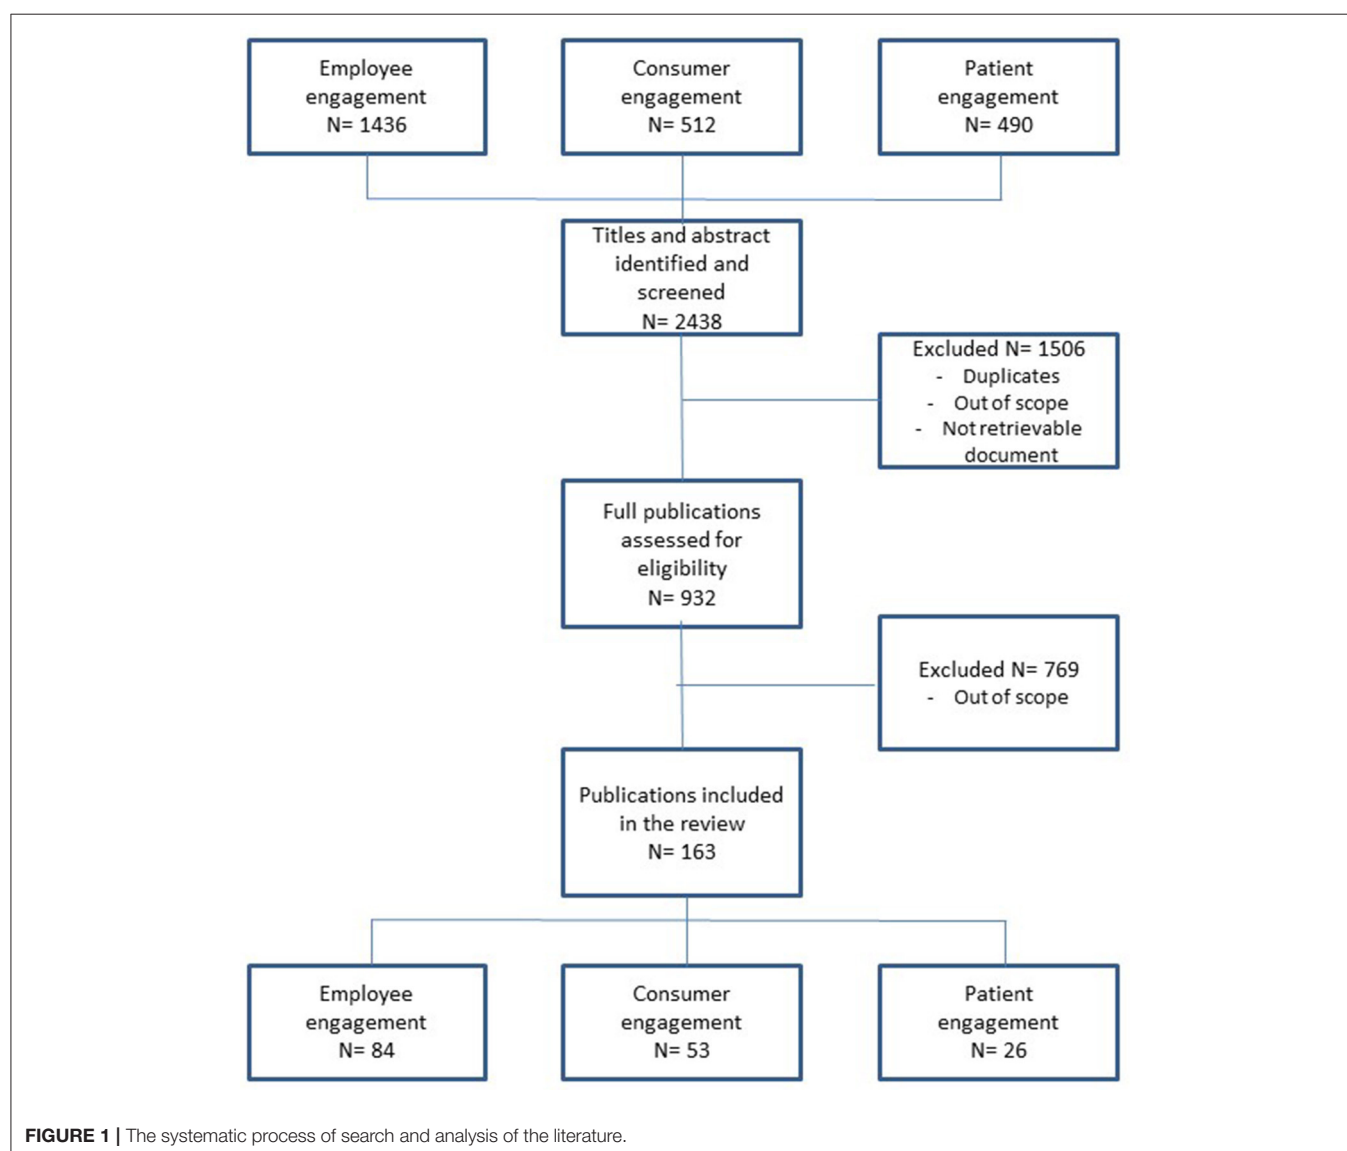 Employee
engagement
N= 1436
Consumer
engagement
N= 512
Patient
engagement
N= 490
Titles and abstract
identified and
screened
N= 2438
Excluded N= 1506
- Duplicates
- Out of scope
- Not retrievable
document
Full publications
assessed for
eligibility
N= 932
Excluded N= 769
- Out of scope
Publications included
in the review
N= 163
Employee
engagement
N= 84
Consumer
engagement
N= 53
Patient
engagement
N= 26
FIGURE 1 | The systematic process of search and analysis of the literature.